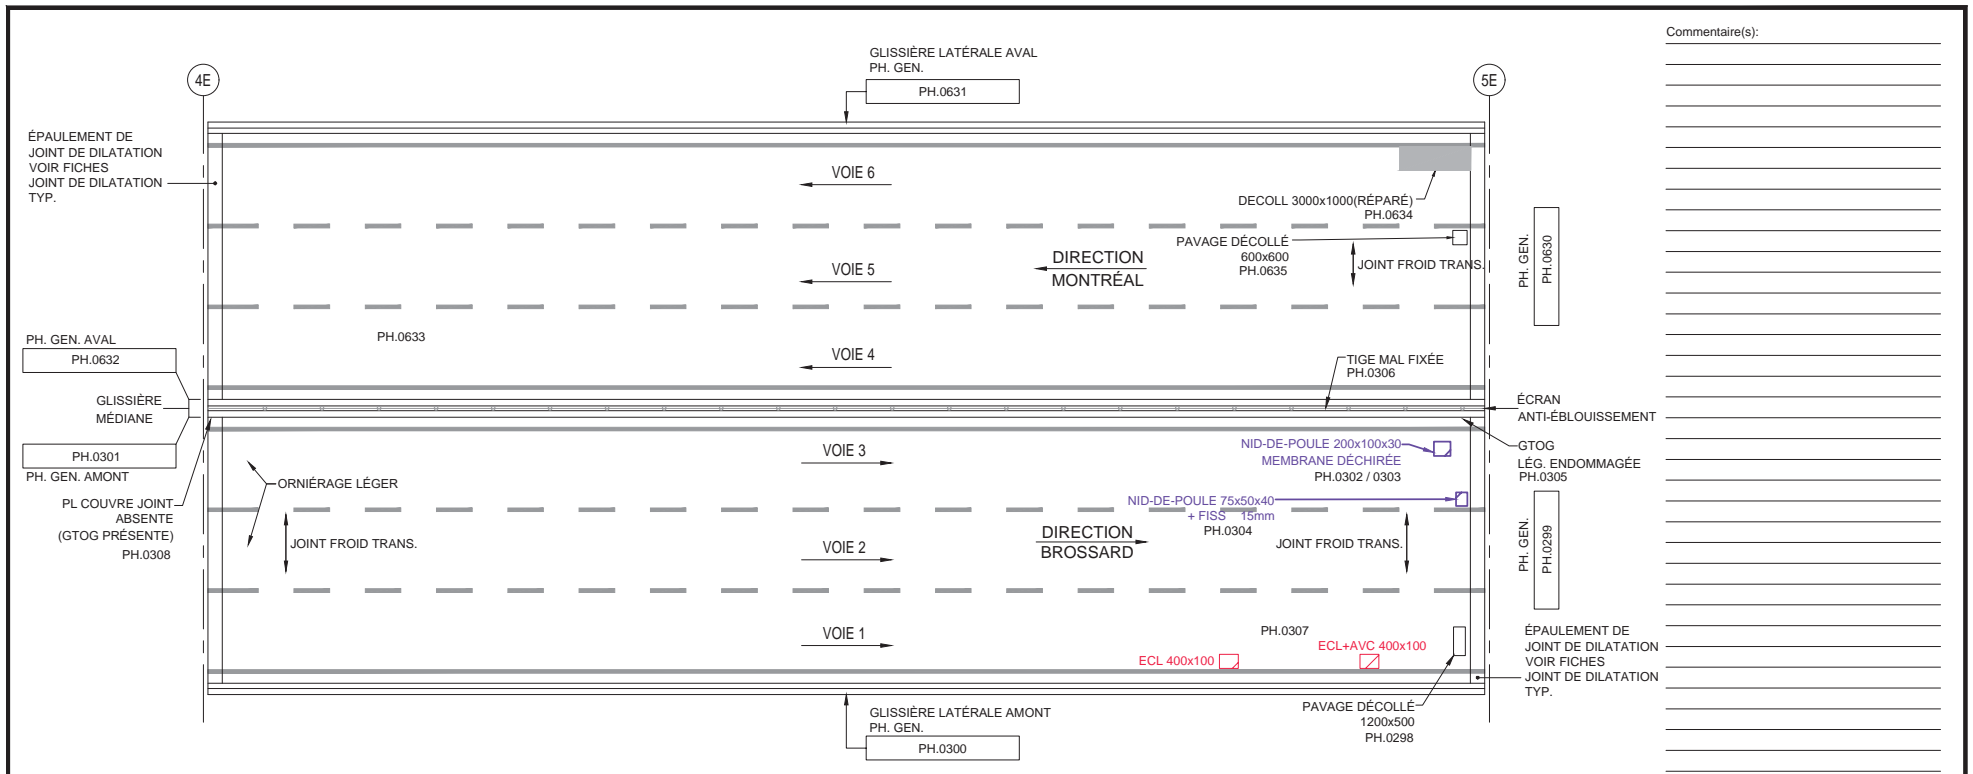 Commentaire(s):
GLISSIÈRE LATÉRALE AVAL
PH. GEN.
PH.0631
4E
5E
ÉPAULEMENT DE
JOINT DE DILATATION
VOIR FICHES
JOINT DE DILATATION
TYP.
VOIE 6
DECOLL 3000x1000(RÉPARÉ)
PH.0634
PAVAGE DÉCOLLÉ
600x600
PH.0635
JOINT FROID TRANS.
DIRECTION
MONTRÉAL
VOIE 5
PH. GEN.
PH.0630
PH.0633
VOIE 4
TIGE MAL FIXÉE
PH.0306
PH. GEN. AVAL
PH.0632
GLISSIÈRE
MÉDIANE
PH.0301
PH. GEN. AMONT
ÉCRAN
ANTI-ÉBLOUISSEMENT
GTOG
LÉG. ENDOMMAGÉE
PH.0305
VOIE 3
NID-DE-POULE 200x100x30
MEMBRANE DÉCHIRÉE
PH.0302 / 0303
ORNIÉRAGE LÉGER
PL COUVRE JOINT
ABSENTE
(GTOG PRÉSENTE)
PH.0308
NID-DE-POULE 75x50x40
+ FISS 15mm
PH.0304
JOINT FROID TRANS.
VOIE 2
DIRECTION
BROSSARD
JOINT FROID TRANS.
PH. GEN.
PH.0299
VOIE 1
PH.0307
ECL 400x100
ECL+AVC 400x100
ÉPAULEMENT DE
JOINT DE DILATATION
VOIR FICHES
JOINT DE DILATATION
TYP.
PAVAGE DÉCOLLÉ
1200x500
PH.0298
GLISSIÈRE LATÉRALE AMONT
PH. GEN.
PH.0300